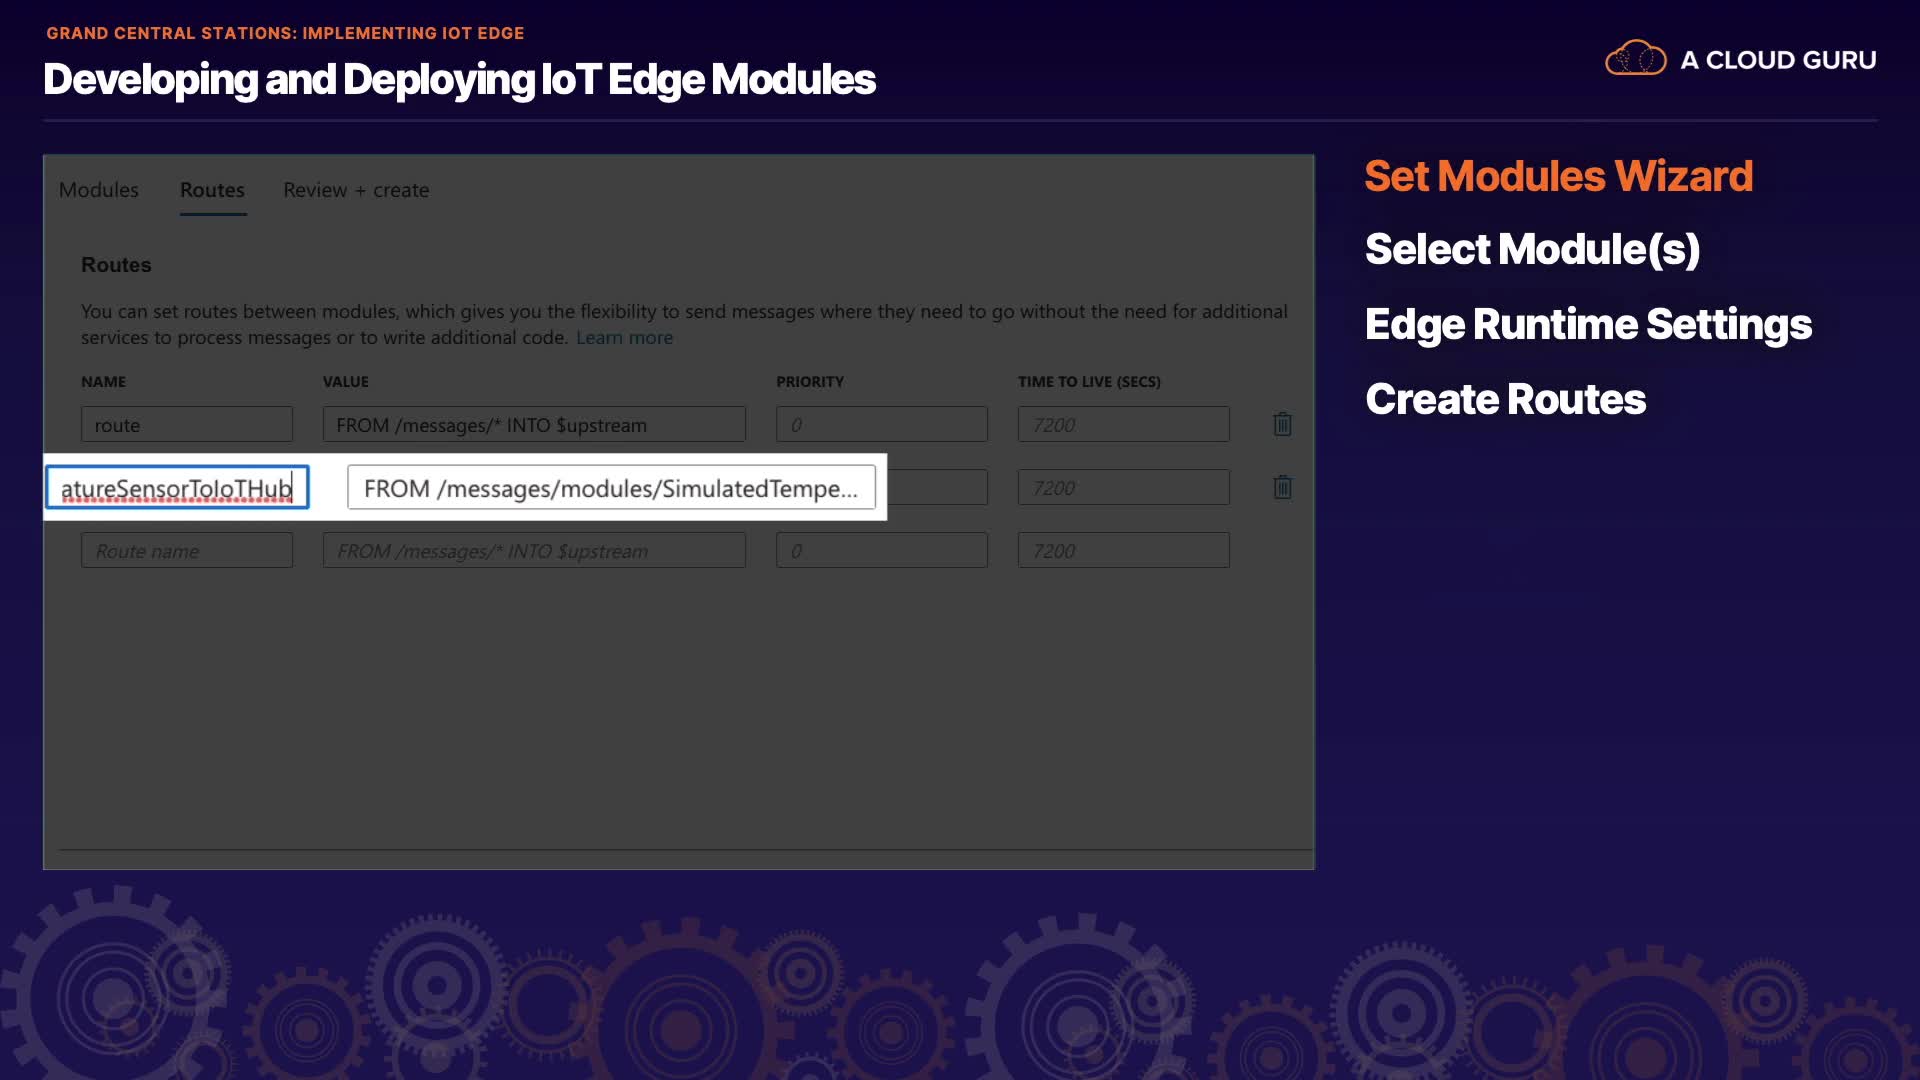 GRAND CENTRAL STATIONS: IMPLEMENTING IOT EDGE
Developing and Deploying IoT Edge Modules
A CLOUD GURU
Modules Routes Review + create
Routes
You can set routes between modules, which gives you the flexibility to send messages where they need to go without the need for additional
services to process messages or to write additional code. Learn more
NAME VALUE PRIORITY TIME TO LIVE (SECS)
route FROM /messages/* INTO $upstream 0 7200
atureSensorToIoTHub FROM /messages/modules/SimulatedTempe... 7200
Route name FROM /messages/* INTO $upstream 0 7200
Set Modules Wizard
Select Module(s)
Edge Runtime Settings
Create Routes